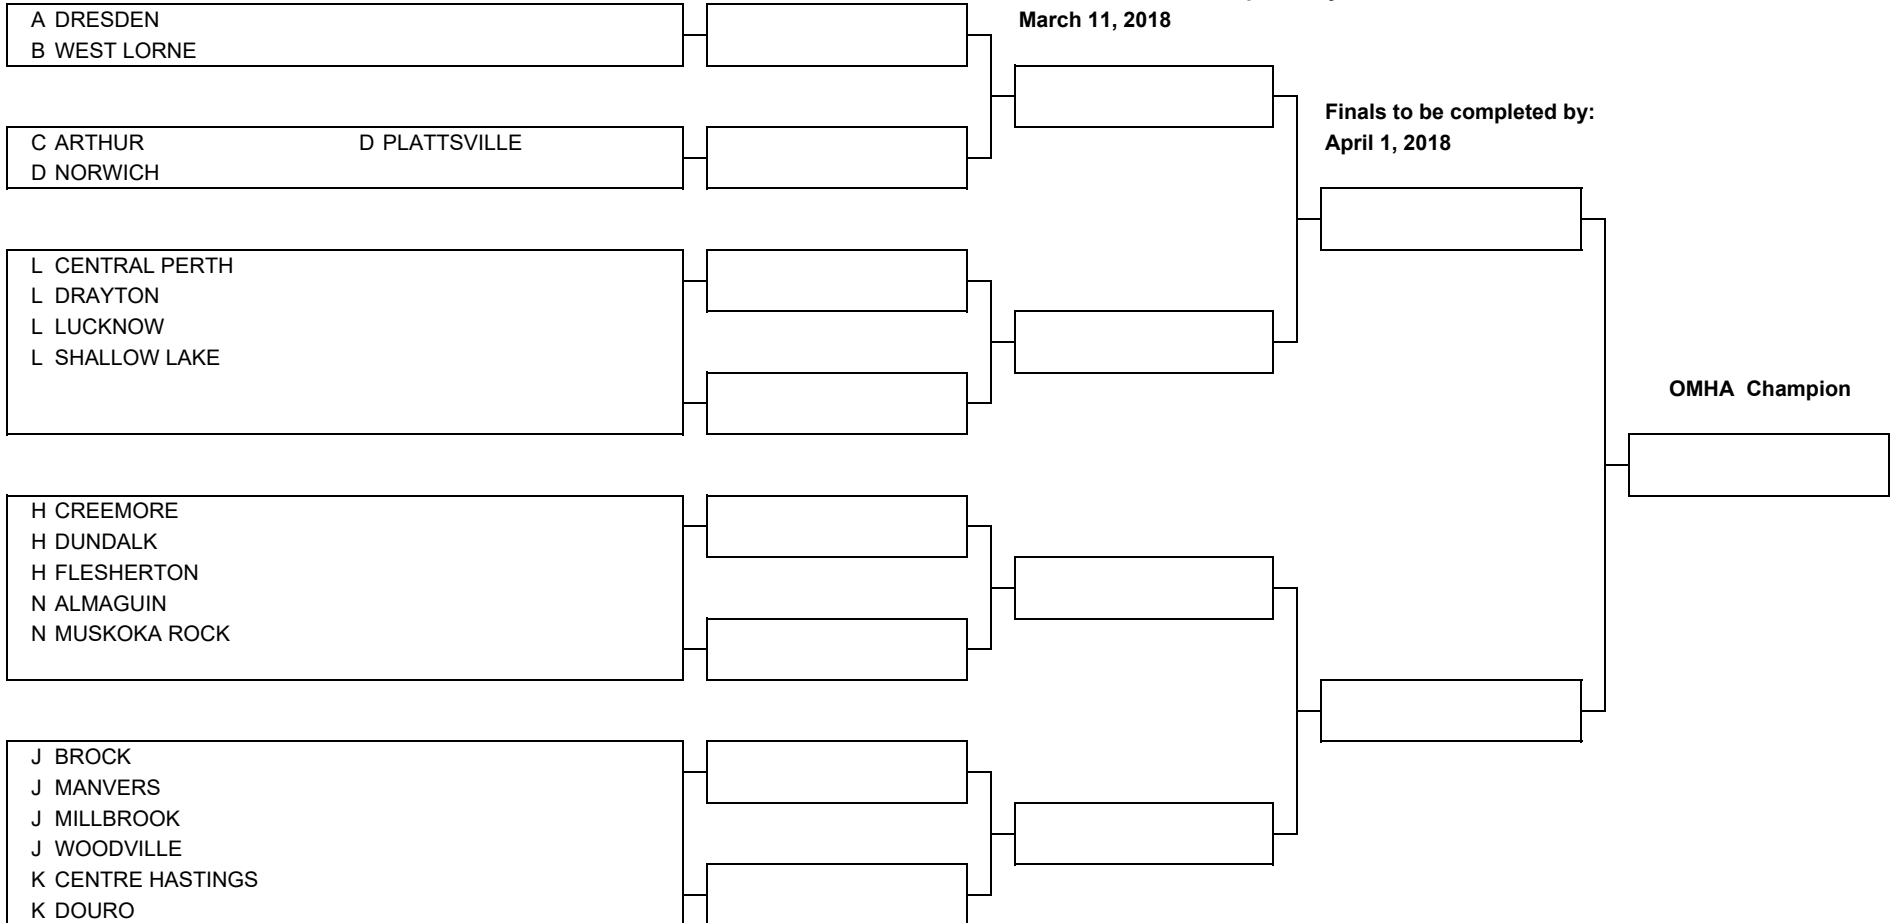 March 11, 2018
A DRESDEN
B WEST LORNE
Finals to be completed by:
April 1, 2018
C ARTHUR D PLATTSVILLE
D NORWICH
L CENTRAL PERTH
L DRAYTON
L LUCKNOW
L SHALLOW LAKE
OMHA Champion
H CREEMORE
H DUNDALK
H FLESHERTON
N ALMAGUIN
N MUSKOKA ROCK
J BROCK
J MANVERS
J MILLBROOK
J WOODVILLE
K CENTRE HASTINGS
K DOURO